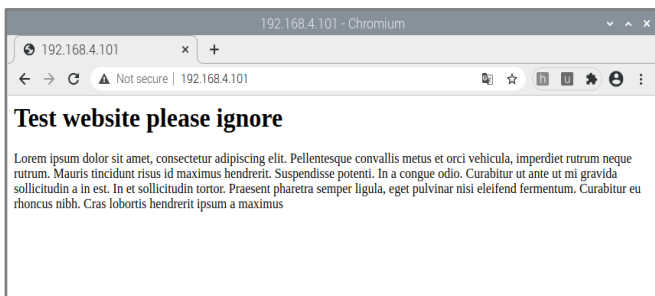 192.168.4.101 - Chromium
192.168.4.101
Not secure | 192.168.4.101
h u
Test website please ignore
Lorem ipsum dolor sit amet, consectetur adipiscing elit. Pellentesque convallis metus et orci vehicula, imperdiet rutrum neque
rutrum. Mauris tincidunt risus id maximus hendrerit. Suspendisse potenti. In a congue odio. Curabitur ut ante ut mi gravida
sollicitudin a in est. In et sollicitudin tortor. Praesent pharetra semper ligula, eget pulvinar nisi eleifend fermentum. Curabitur eu
rhoncus nibh. Cras lobortis hendrerit ipsum a maximus